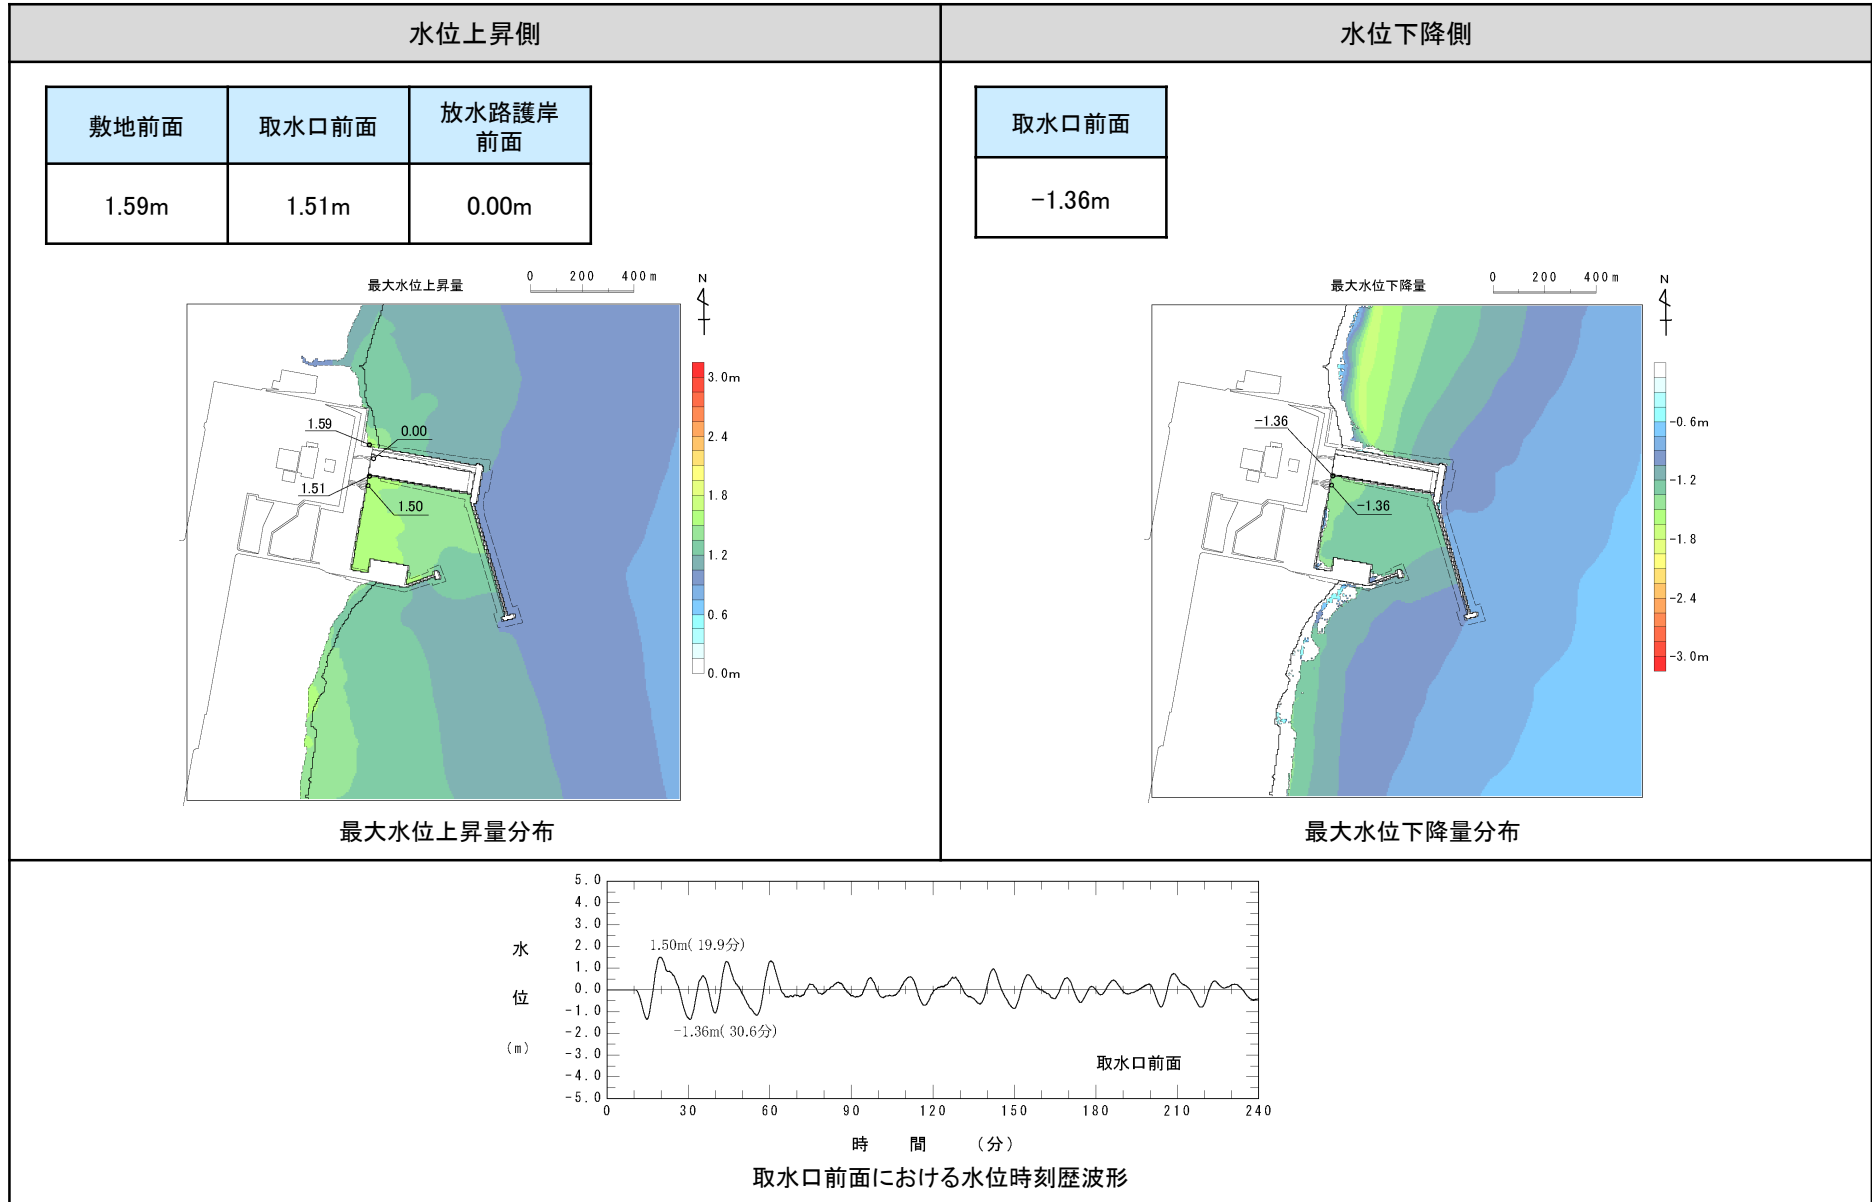 水位上昇側
水位下降側
敷地前面
取水口前面
放水路護岸
前面
1.59m
1.51m
0.00m
取水口前面
−1.36m
最大水位上昇量
0 200 400m
N
1.59
0.00
1.51
1.50
3.0m
2.4
1.8
1.2
0.6
0.0m
最大水位上昇量分布
最大水位下降量
0 200 400m
N
-1.36
-1.36
-0.6m
-1.2
-1.8
-2.4
-3.0m
最大水位下降量分布
5.0
4.0
3.0
2.0
1.0
0.0
-1.0
-2.0
-3.0
-4.0
-5.0
水
位
(m)
1.50m( 19.9分)
-1.36m( 30.6分)
取水口前面
0 30 60 90 120 150 180 210 240
時 間 (分)
取水口前面における水位時刻歴波形